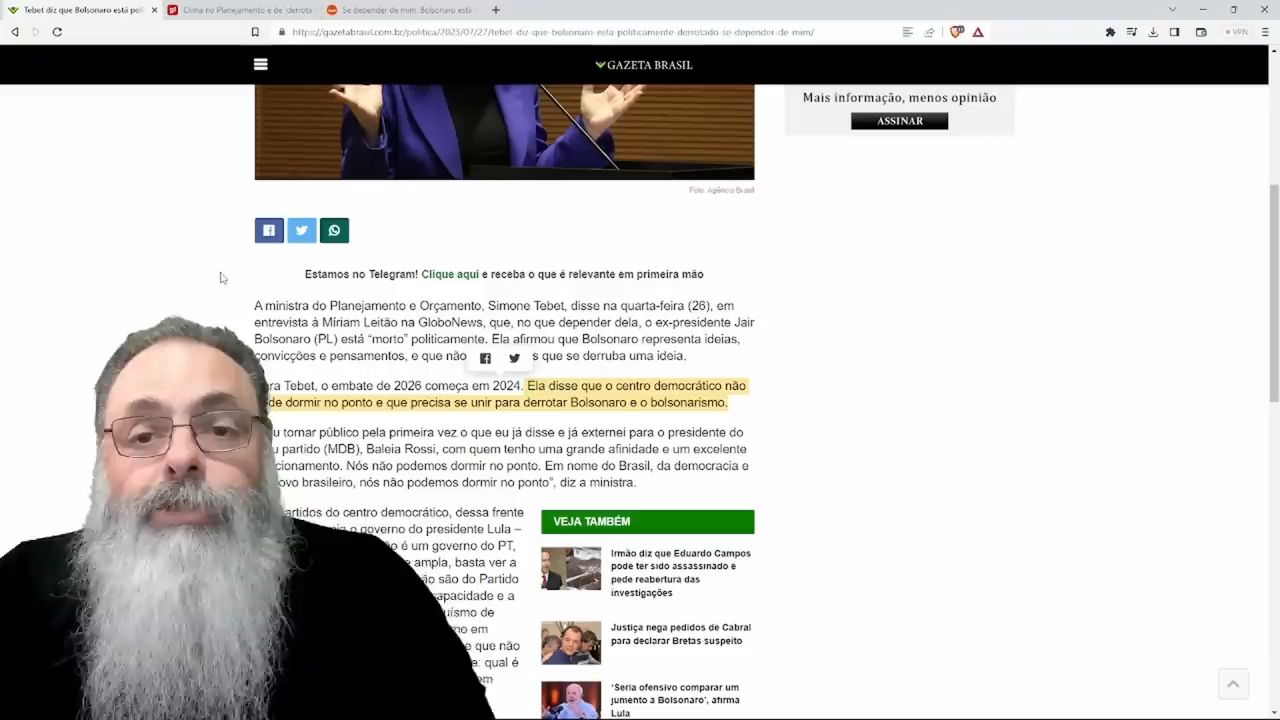 Tebet diz que Bolsonaro está pol
Clima no Planejamento é de 'derrota
Se depender de mim, Bolsonaro está
https://gazetabrasil.com.br/politica/2023/07/27/tebet-diz-que-bolsonaro-esta-politicamente-derrotado-se-depender-de-mim/
VPN
GAZETA BRASIL
Mais informação, menos opinião
ASSINAR
Foto: Agência Brasil
Estamos no Telegram! Clique aqui e receba o que é relevante em primeira mão
A ministra do Planejamento e Orçamento, Simone Tebet, disse na quarta-feira (26), em
entrevista à Míriam Leitão na GloboNews, que, no que depender dela, o ex-presidente Jair
Bolsonaro (PL) está “morto” politicamente. Ela afirmou que Bolsonaro representa ideias,
convicções e pensamentos, e que não s que se derruba uma ideia.
ra Tebet, o embate de 2026 começa em 2024. Ela disse que o centro democrático não
de dormir no ponto e que precisa se unir para derrotar Bolsonaro e o bolsonarismo.
u tornar público pela primeira vez o que eu já disse e já externei para o presidente do
u partido (MDB), Baleia Rossi, com quem tenho uma grande afinidade e um excelente
cionamento. Nós não podemos dormir no ponto. Em nome do Brasil, da democracia e
ovo brasileiro, nós não podemos dormir no ponto”, diz a ministra.
artidos do centro democrático, dessa frente
o governo do presidente Lula –
o é um governo do PT,
ampla, basta ver a
ão são do Partido
apacidade e a
uísmo de
no em
e que não
e: qual é
em
VEJA TAMBÉM
Irmão diz que Eduardo Campos
pode ter sido assassinado e
pede reabertura das
investigações
Justiça nega pedidos de Cabral
para declarar Bretas suspeito
‘Seria ofensivo comparar um
jumento a Bolsonaro’, afirma
Lula